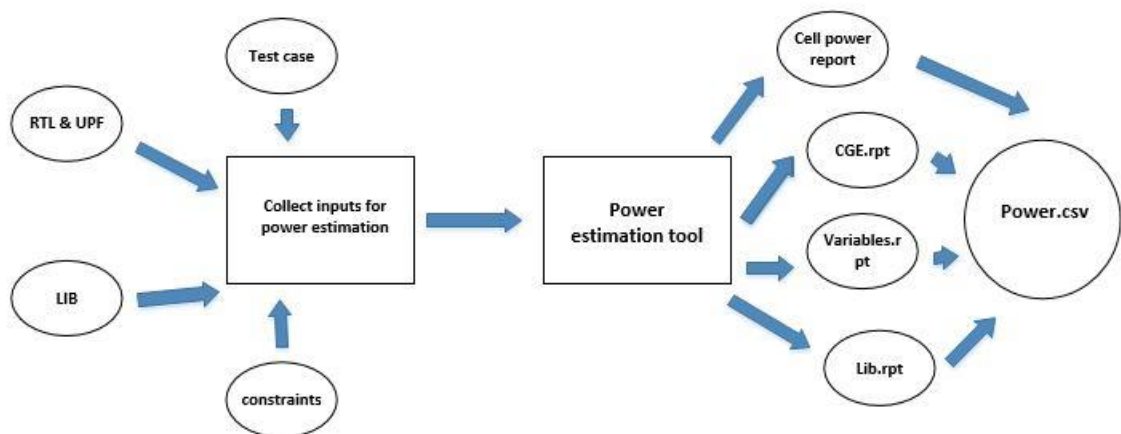 Test case
RTL & UPF
LIB
constraints
Collect inputs for
power estimation
Power
estimation tool
Cell power
report
CGE.rpt
Variables.r
pt
Lib.rpt
Power.csv